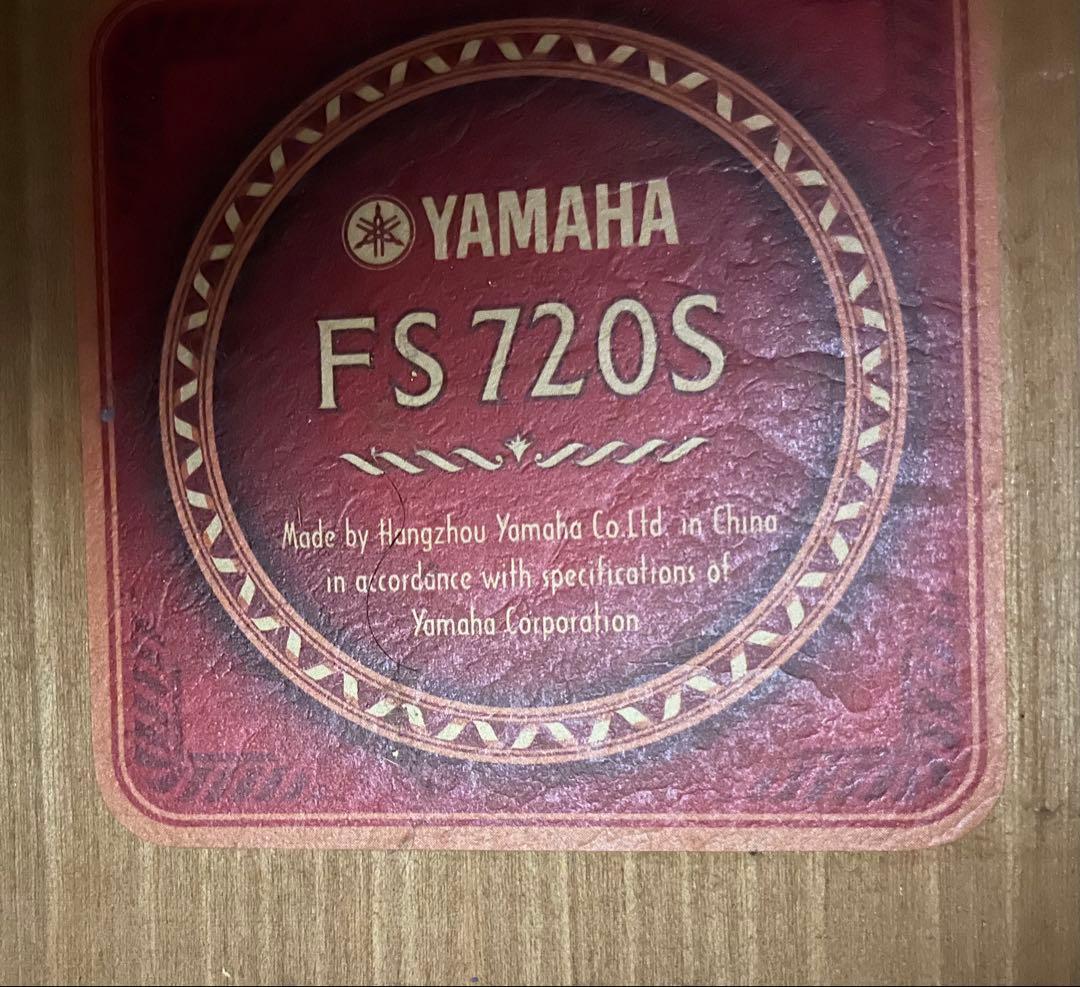 YAMAHA
FS720S
Made by Hangzhou Yamaha Co.Ltd. in China
in accordance with specifications of
Yamaha Corporation